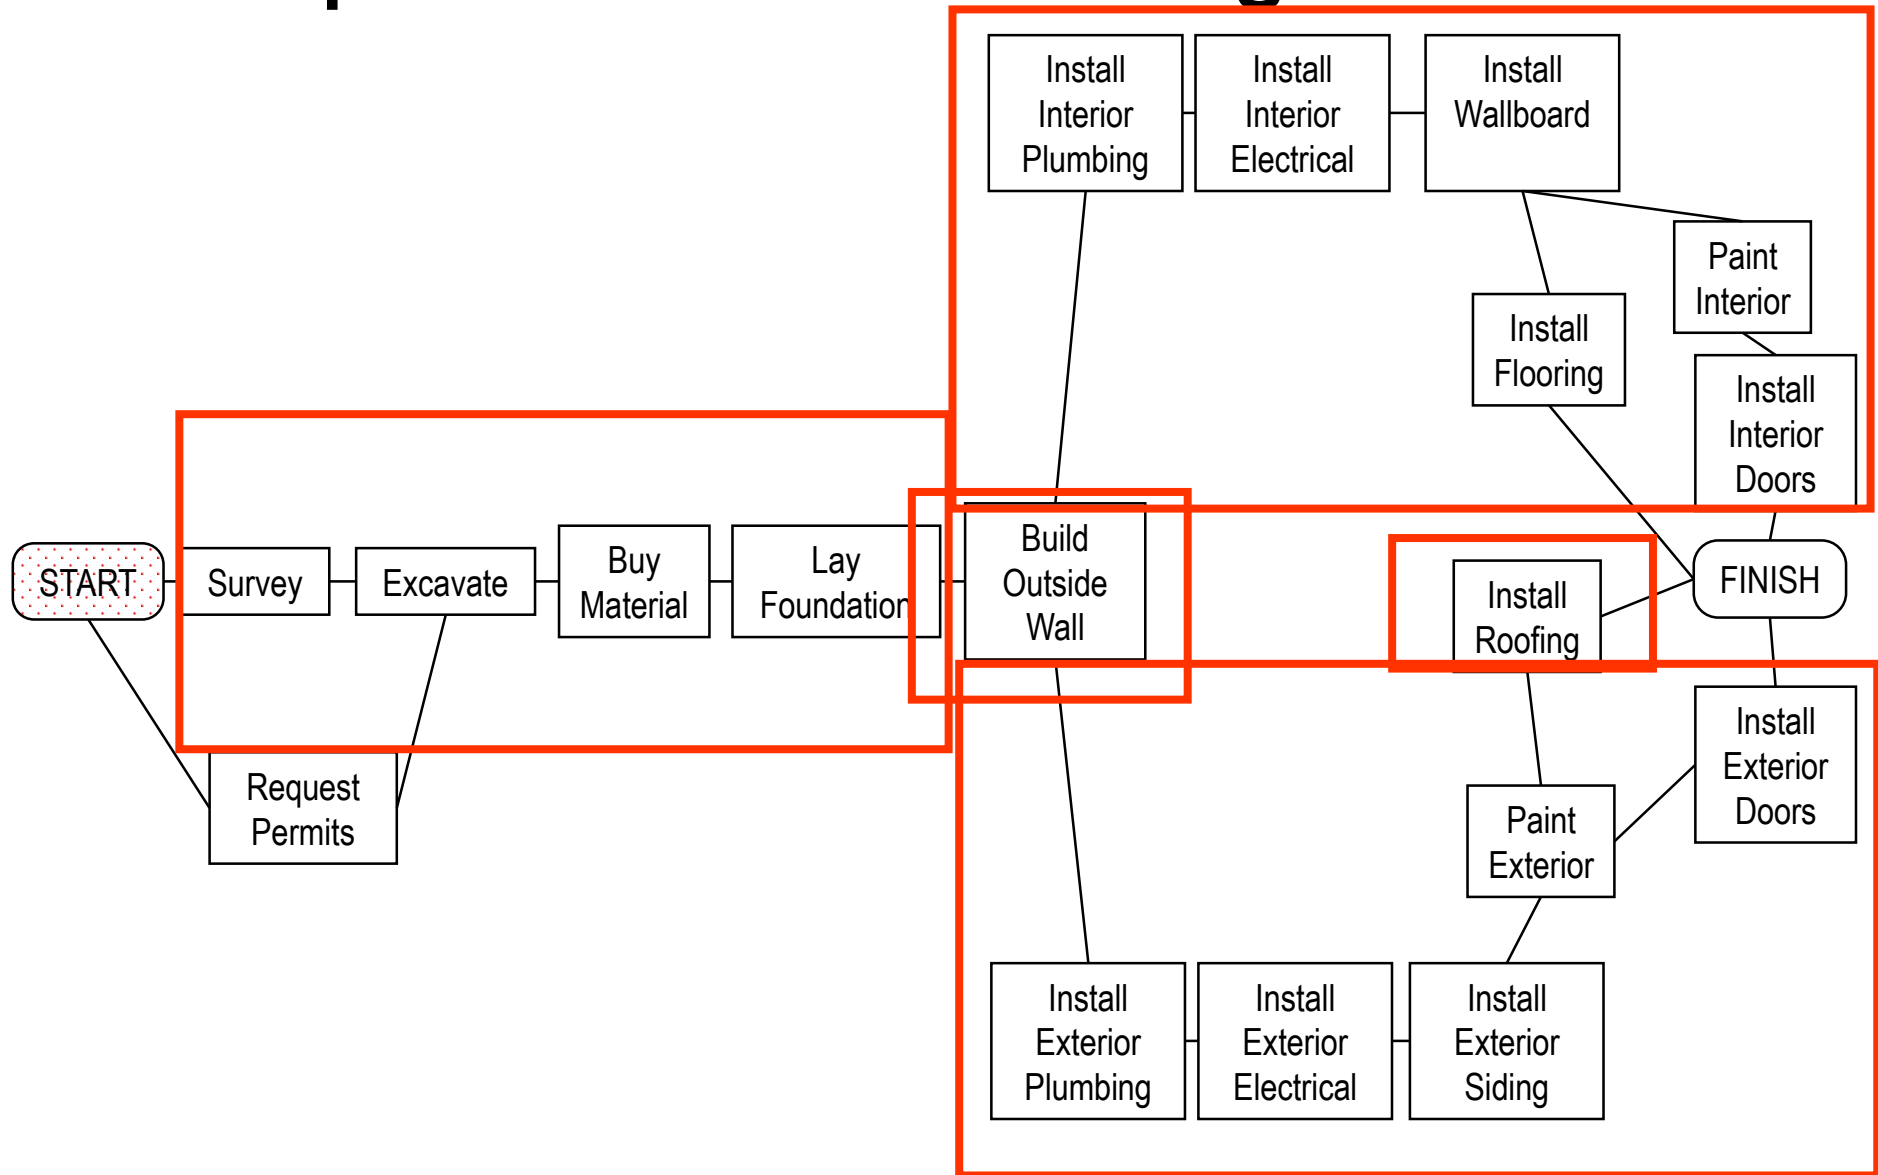 Install
Interior
Plumbing
Install
Interior
Electrical
Install
Wallboard
Paint
Interior
Install
Flooring
Install
Interior
Doors
START
Survey
Excavate
Buy
Material
Lay
Foundation
Build
Outside
Wall
Install
Roofing
FINISH
Request
Permits
Install
Exterior
Doors
Paint
Exterior
Install
Exterior
Plumbing
Install
Exterior
Electrical
Install
Exterior
Siding